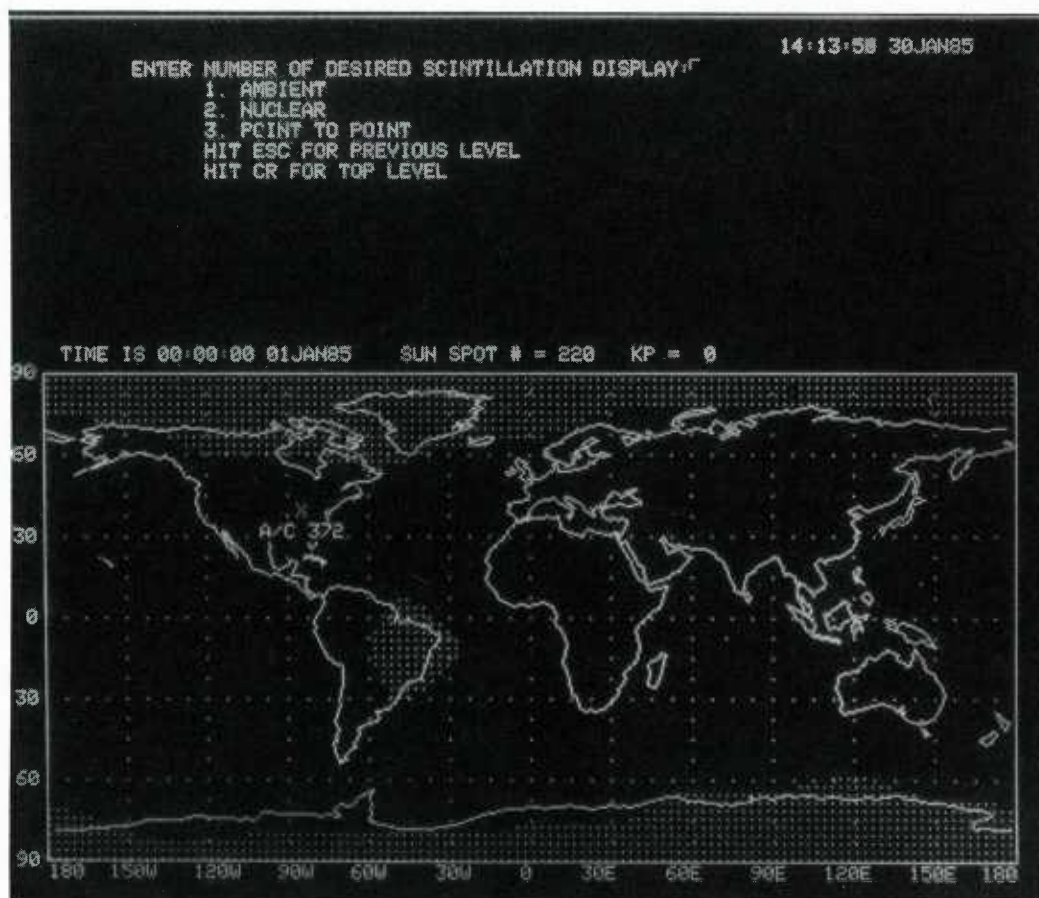 14:13:58 30JAN85
ENTER NUMBER OF DESIRED SCINTILLATION DISPLAY:
1. AMBIENT
2. NUCLEAR
3. PCINT TO POINT
HIT ESC FOR PREVIOUS LEVEL
HIT CR FOR TOP LEVEL
TIME IS 00:00:00 01JAN85 SUN SPOT # = 220 KP = 0
90
60
30
A/C 372
0
30
60
90
180 150W 120W 90W 60W 30W 0 30E 60E 90E 120E 150E 180